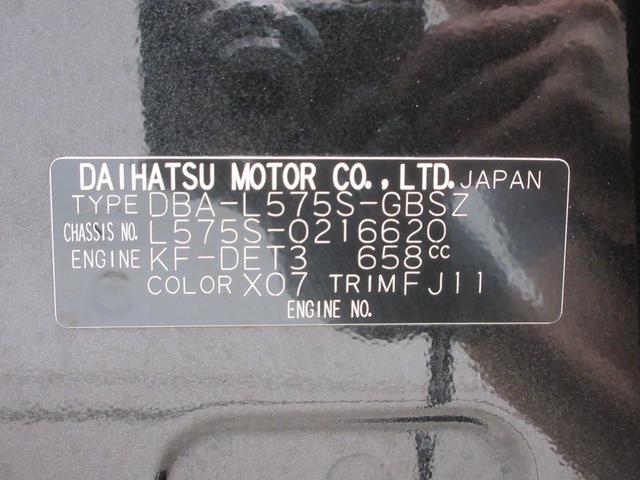 DAIHATSU MOTOR CO., LTD. JAPAN
TYPE DBA-L575S-GBSZ
CHASSIS NO. L575S-0216620
ENGINE KF-DET3 658cc
COLOR X07 TRIM FJ11
ENGINE NO.